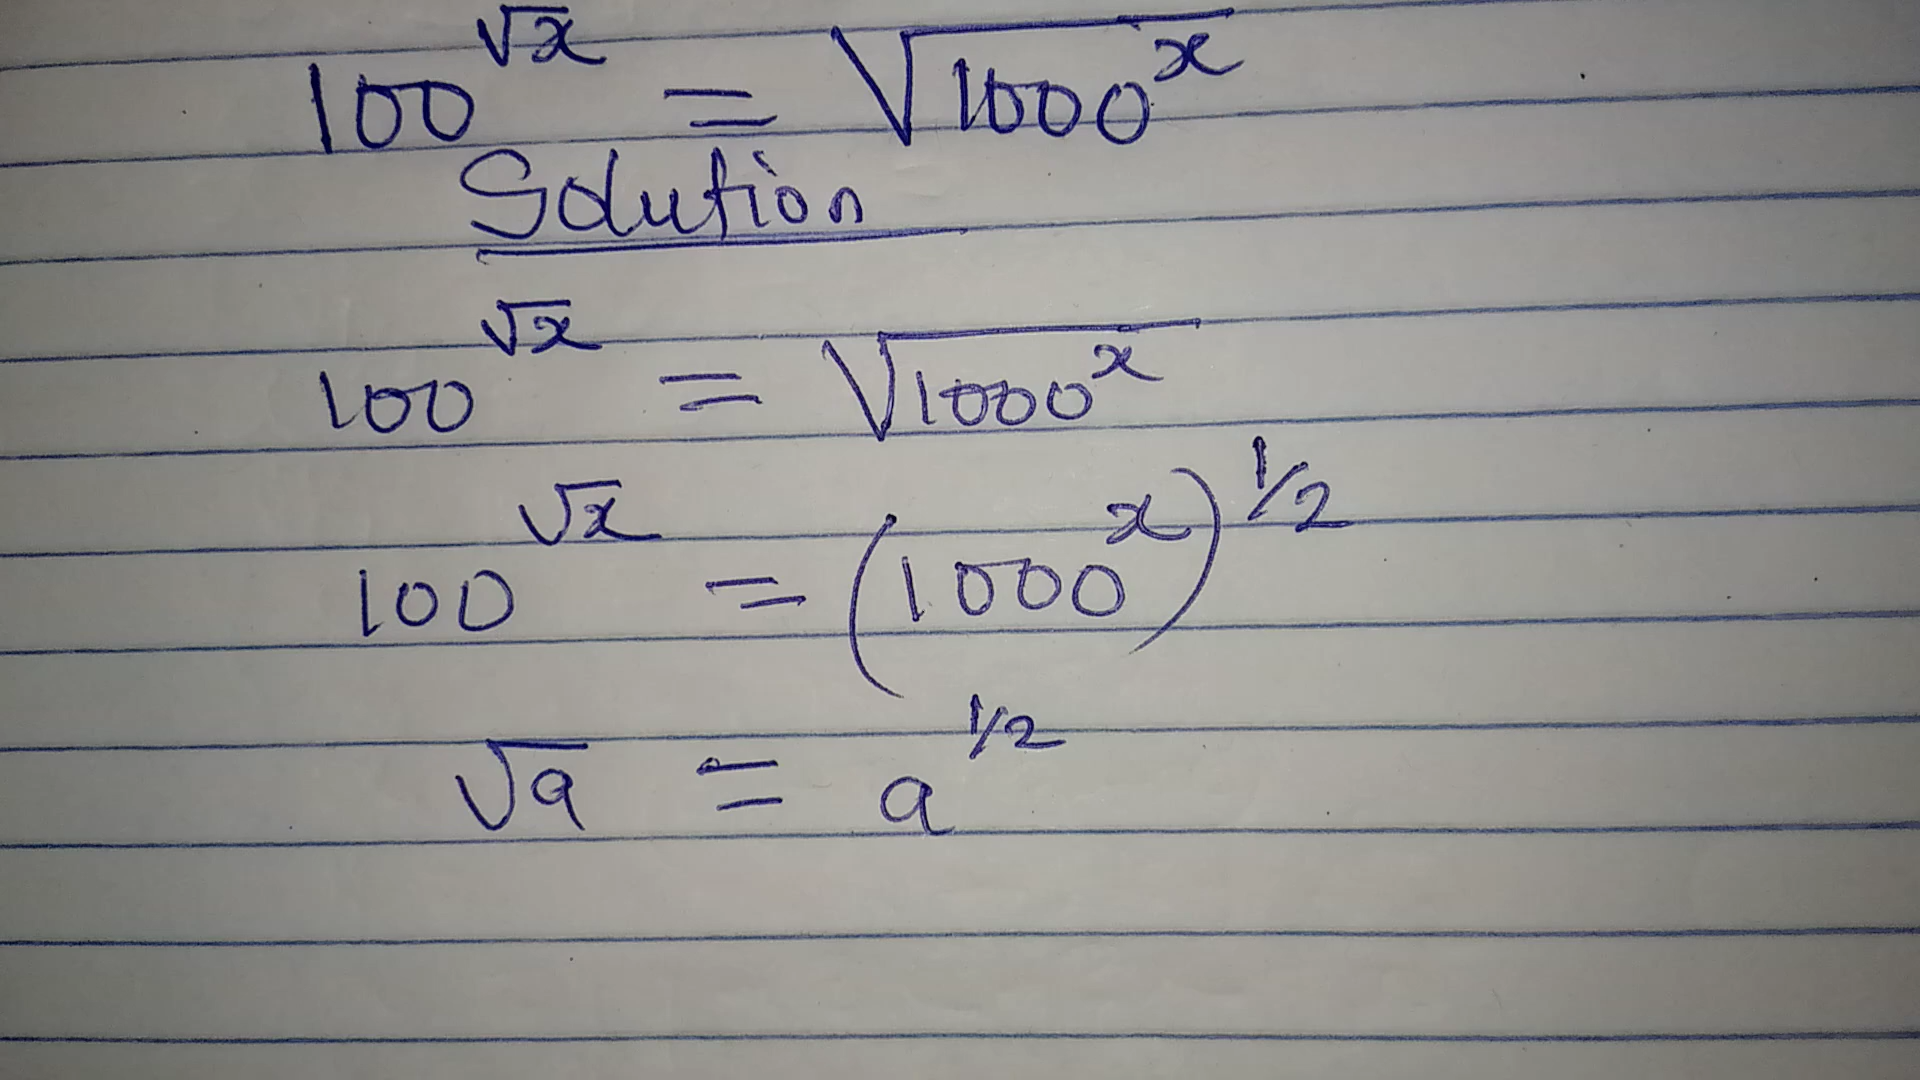 100^√x = √(1000^x)
Solution
100^√x = √(1000^x)
100^√x = (1000^x)^1/2
√a = a^1/2